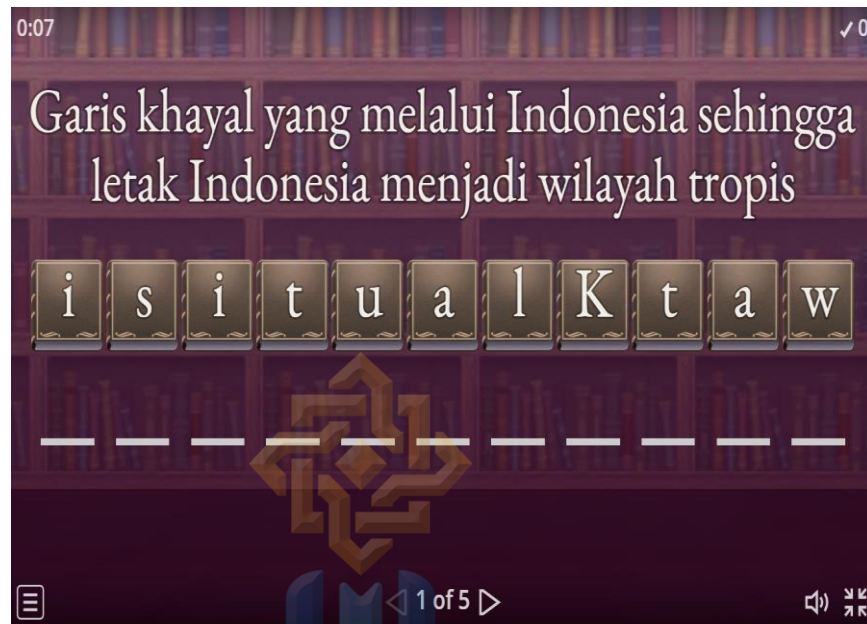 0:07
✓0
Garis khayal yang melalui Indonesia sehingga
letak Indonesia menjadi wilayah tropis
i s i t u a l K t a w
1 of 5